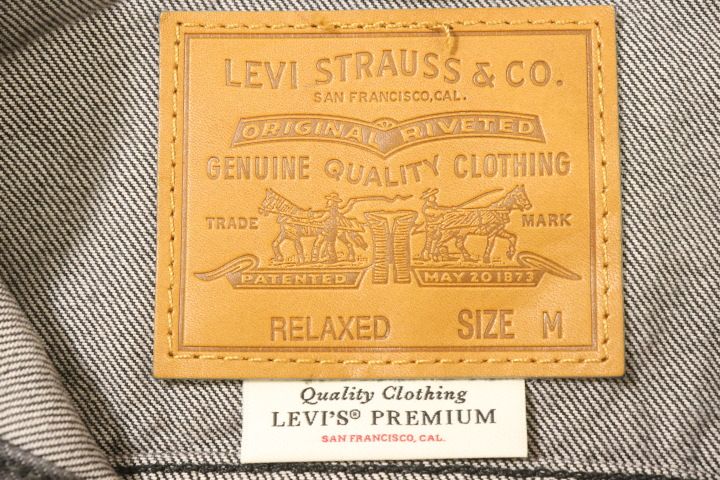 LEVI STRAUSS & CO.
SAN FRANCISCO, CAL.
ORIGINAL RIVETED
GENUINE QUALITY CLOTHING
TRADE MARK
PATENTED MAY 20 1873
RELAXED SIZE M
Quality Clothing
LEVI'S® PREMIUM
SAN FRANCISCO, CAL.